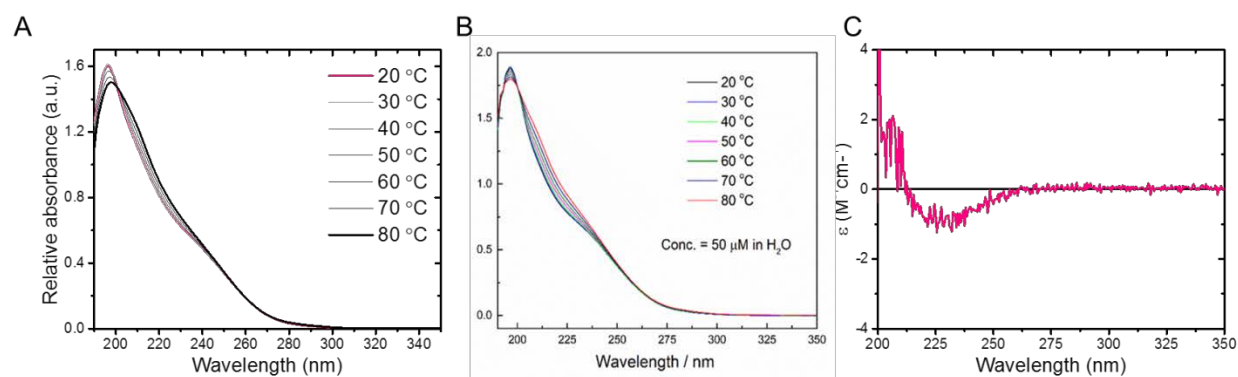 A
Relative absorbance (a.u.)
1.6
1.2
0.8
0.4
0.0
20 °C
30 °C
40 °C
50 °C
60 °C
70 °C
80 °C
200 220 240 260 280 300 320 340
Wavelength (nm)
B
2.0
1.5
1.0
0.5
0.0
20 °C
30 °C
40 °C
50 °C
60 °C
70 °C
80 °C
Conc. = 50 μM in H₂O
200 225 250 275 300 325 350
Wavelength / nm
C
ε (M⁻¹cm⁻
4
2
0
-2
-4
200 225 250 275 300 325 350
Wavelength (nm)